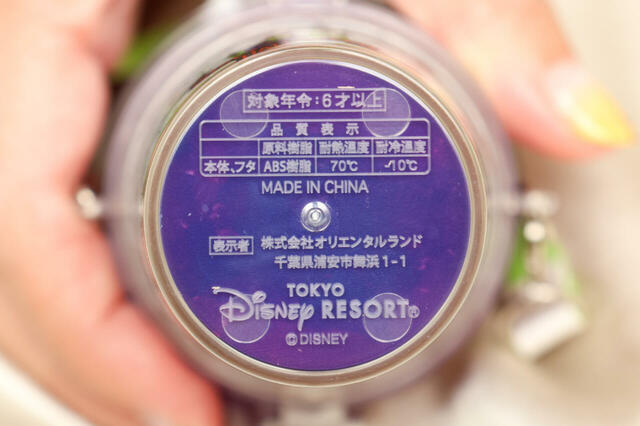 対象年令:6才以上
品質表示
原料樹脂 耐熱温度 耐冷温度
本体、フタ ABS樹脂 70℃ -10℃
MADE IN CHINA
表示者 株式会社オリエンタルランド
千葉県浦安市舞浜1-1
TOKYO
Disney RESORT®
©DISNEY